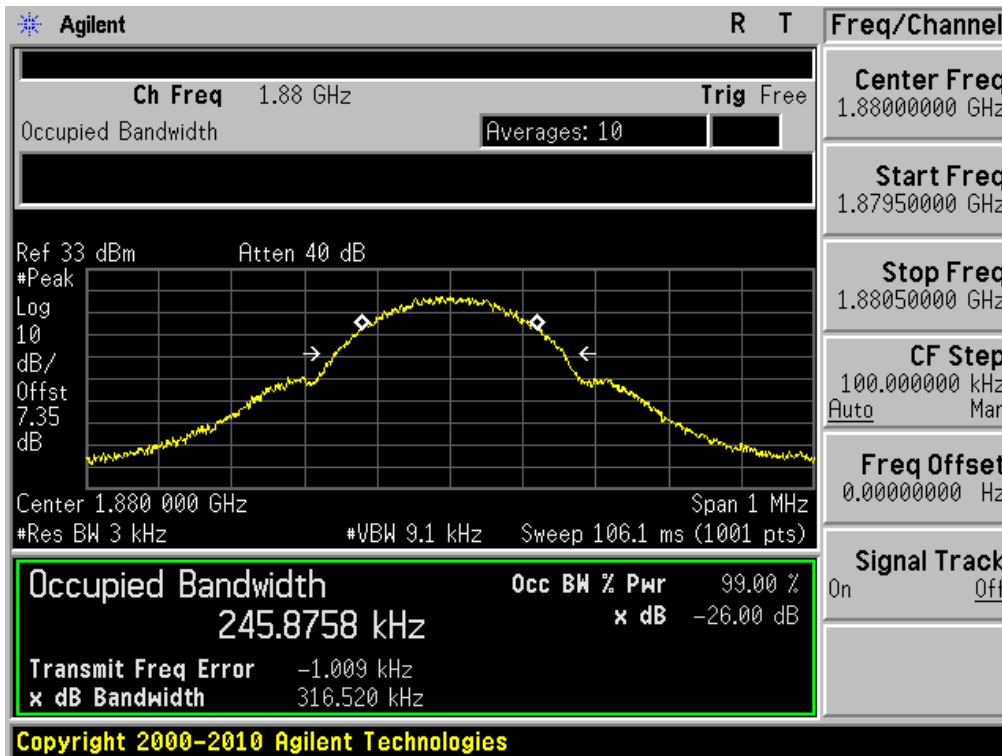 Agilent R T
Ch Freq 1.88 GHz Trig Free
Occupied Bandwidth Averages: 10
Ref 33 dBm Atten 40 dB
#Peak
Log
10
dB/
Offst
7.35
dB
Center 1.880 000 GHz Span 1 MHz
#Res BW 3 kHz #VBW 9.1 kHz Sweep 106.1 ms (1001 pts)
Occupied Bandwidth
245.8758 kHz
Occ BW % Pwr 99.00 %
x dB -26.00 dB
Transmit Freq Error -1.009 kHz
x dB Bandwidth 316.520 kHz
Copyright 2000-2010 Agilent Technologies
Freq/Channel
Center Freq
1.88000000 GHz
Start Freq
1.87950000 GHz
Stop Freq
1.88050000 GHz
CF Step
100.000000 kHz
Auto Man
Freq Offset
0.00000000 Hz
Signal Track
On Off